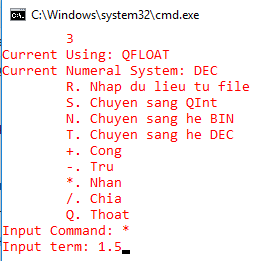 C:\Windows\system32\cmd.exe
3
Current Using: QFLOAT
Current Numeral System: DEC
R. Nhap du lieu tu file
S. Chuyen sang QInt
N. Chuyen sang he BIN
T. Chuyen sang he DEC
+. Cong
-. Tru
*. Nhan
/. Chia
Q. Thoat
Input Command: *
Input term: 1.5